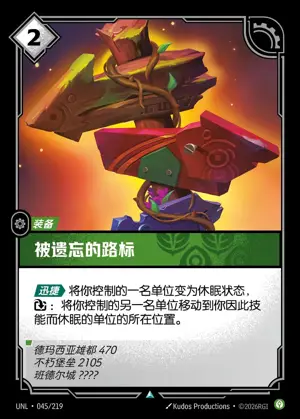 2
装备
被遗忘的路标
迅捷 将你控制的一名单位变为休眠状态,
：将你控制的另一名单位移动到你因此技
能而休眠的单位的所在位置。
德玛西亚雄都 470
不朽堡垒 2105
班德尔城 ????
UNL • 045/219
Kudos Productions • ©2026RGI